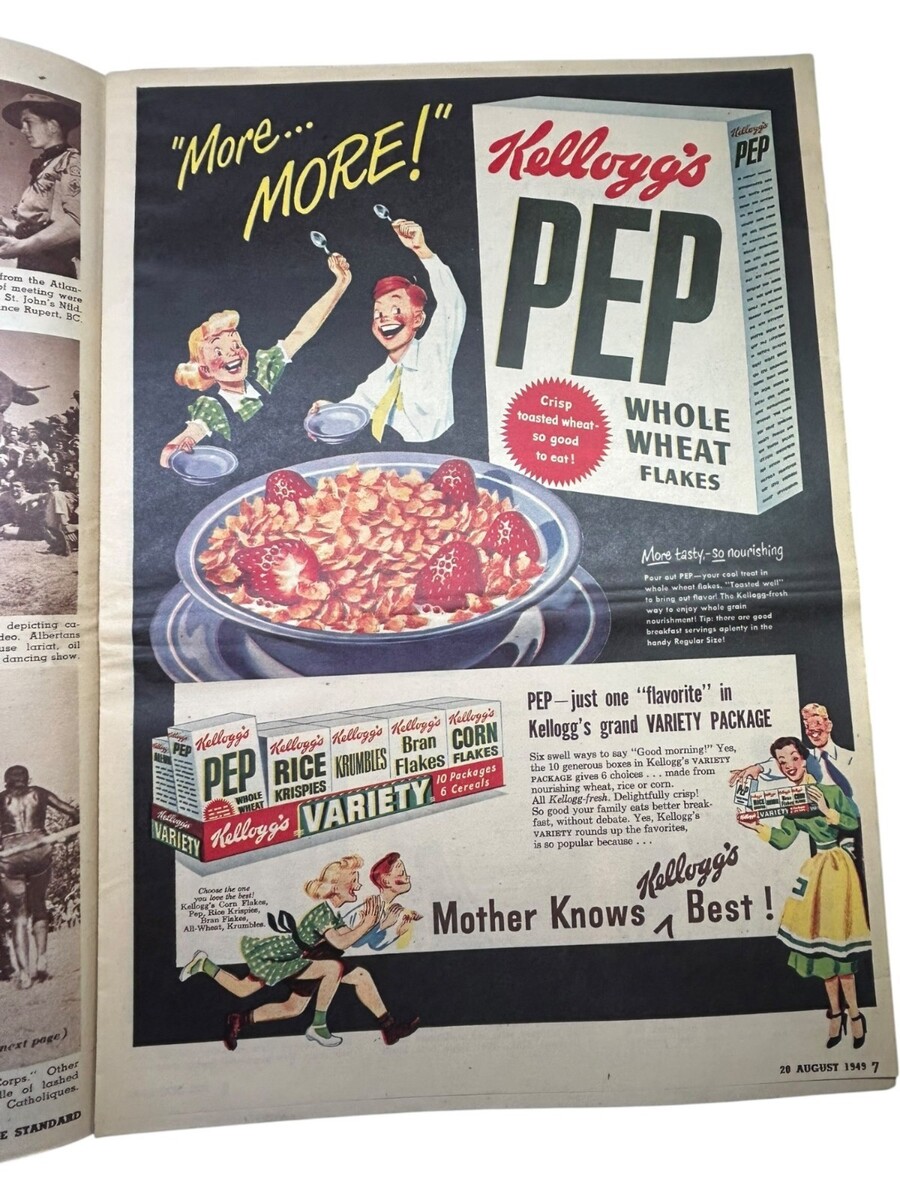 from the Atlan-
of meeting were
St. John's Nfld.
nce Rupert, BC.
depicting ca-
deo. Albertans
use lariat, oil
dancing show.
next page)
Corps." Other
lle of lashed
Catholiques.
E STANDARD
"More...
MORE!"
Kellogg's
PEP
Crisp
toasted wheat-
so good
to eat!
WHOLE
WHEAT
FLAKES
Kellogg's
PEP
More tasty-so nourishing
Pour out PEP—your cool treat in
whole wheat flakes. "Toasted well"
to bring out flavor! The Kellogg-fresh
way to enjoy whole grain
nourishment! Tip: there are good
breakfast servings aplenty in the
handy Regular Size!
PEP—just one "flavorite" in
Kellogg's grand VARIETY PACKAGE
Six swell ways to say "Good morning!" Yes,
the 10 generous boxes in Kellogg's VARIETY
PACKAGE gives 6 choices . . . made from
nourishing wheat, rice or corn.
All Kellogg-fresh. Delightfully crisp!
So good your family eats better break-
fast, without debate. Yes, Kellogg's
VARIETY rounds up the favorites,
is so popular because . . .
PEP
Kellogg's
PEP
WHOLE
WHEAT
Kellogg's
RICE
KRISPIES
Kellogg's
KRUMBLES
Kellogg's
Bran
Flakes
Kellogg's
CORN
FLAKES
Kellogg's
VARIETY
Kellogg's VARIETY
10 Packages
6 Cereals
Choose the one
you love the best!
Kellogg's Corn Flakes,
Pep, Rice Krispies,
Bran Flakes,
All-Wheat, Krumbles.
Kellogg's
Mother Knows Best!
VARIETY
20 AUGUST 1949 7